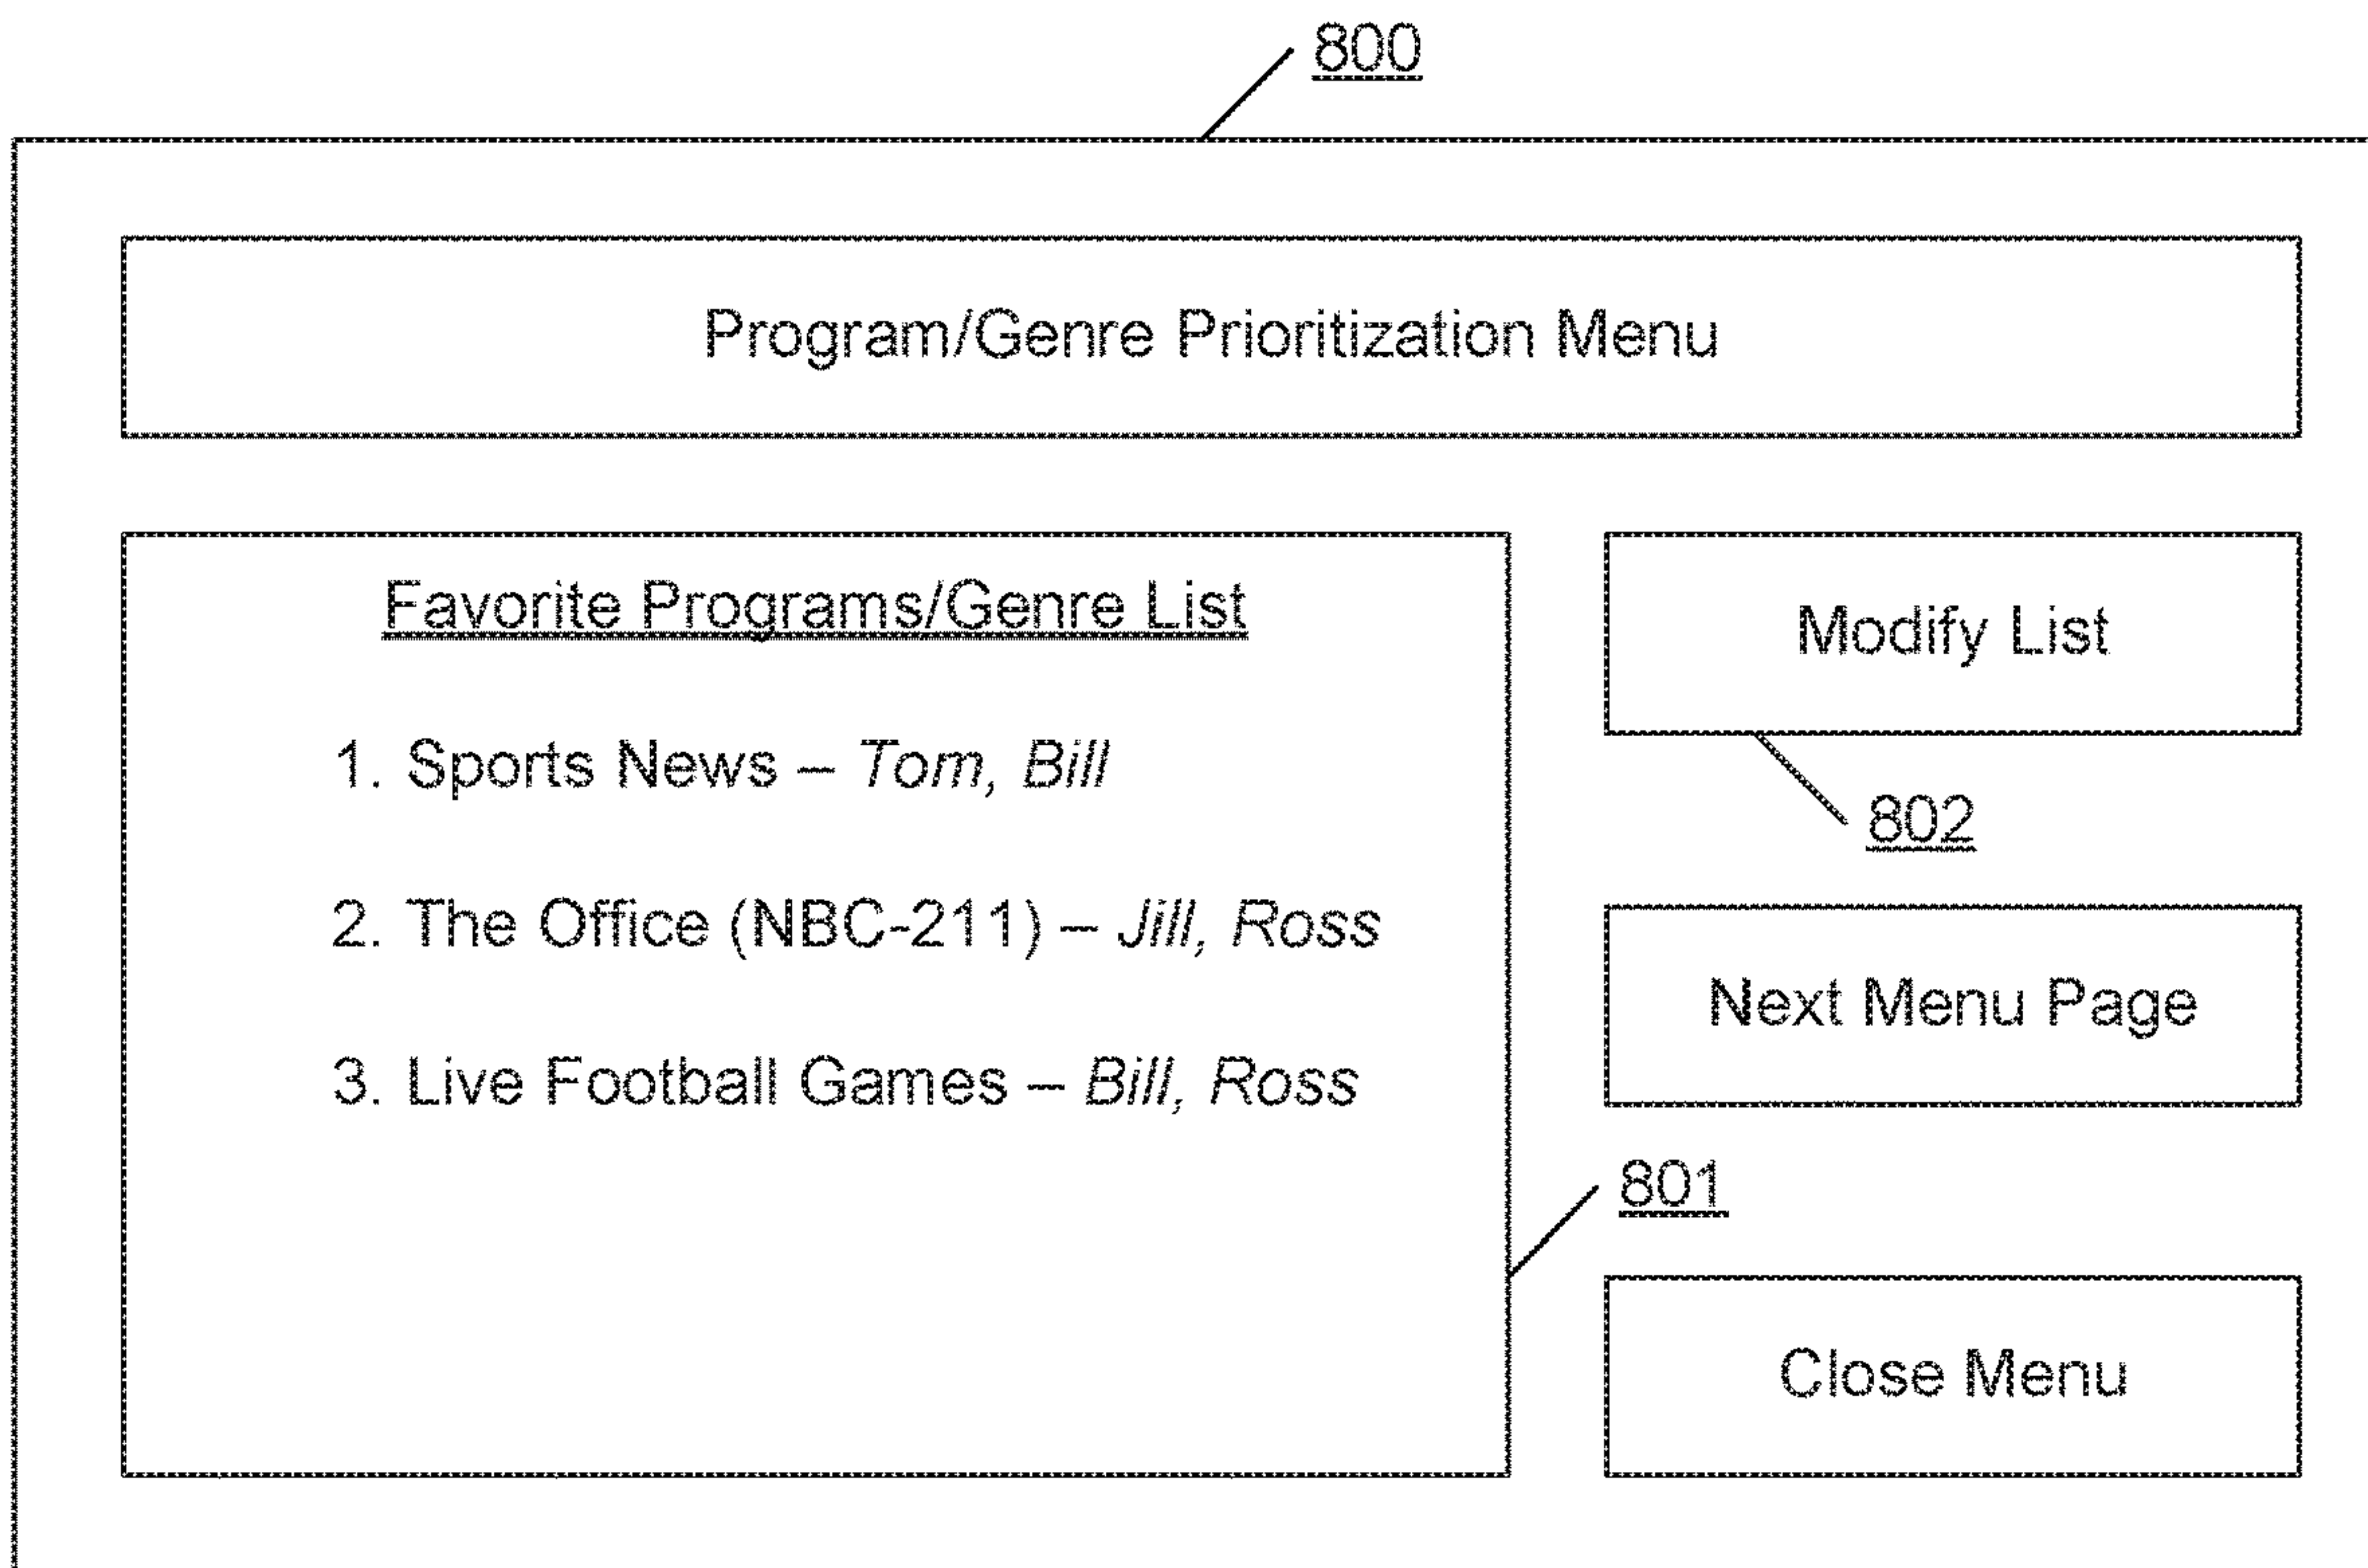 800
Program/Genre Prioritization Menu
Favorite Programs/Genre List
1. Sports News – Tom, Bill
2. The Office (NBC-211) – Jill, Ross
3. Live Football Games – Bill, Ross
801
Modify List
802
Next Menu Page
Close Menu